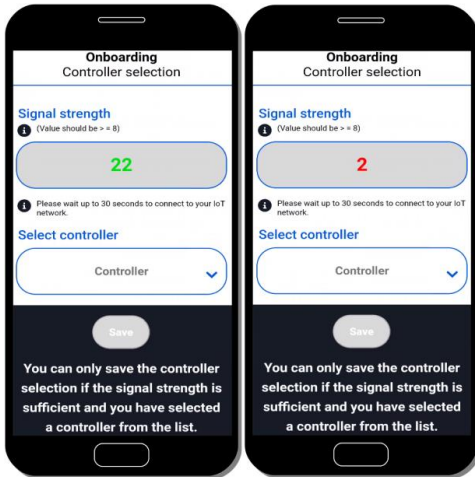 Onboarding
Controller selection
Signal strength
i (Value should be > = 8)
22
i Please wait up to 30 seconds to connect to your IoT
network.
Select controller
Controller
Save
You can only save the controller
selection if the signal strength is
sufficient and you have selected
a controller from the list.
Onboarding
Controller selection
Signal strength
i (Value should be > = 8)
2
i Please wait up to 30 seconds to connect to your IoT
network.
Select controller
Controller
Save
You can only save the controller
selection if the signal strength is
sufficient and you have selected
a controller from the list.